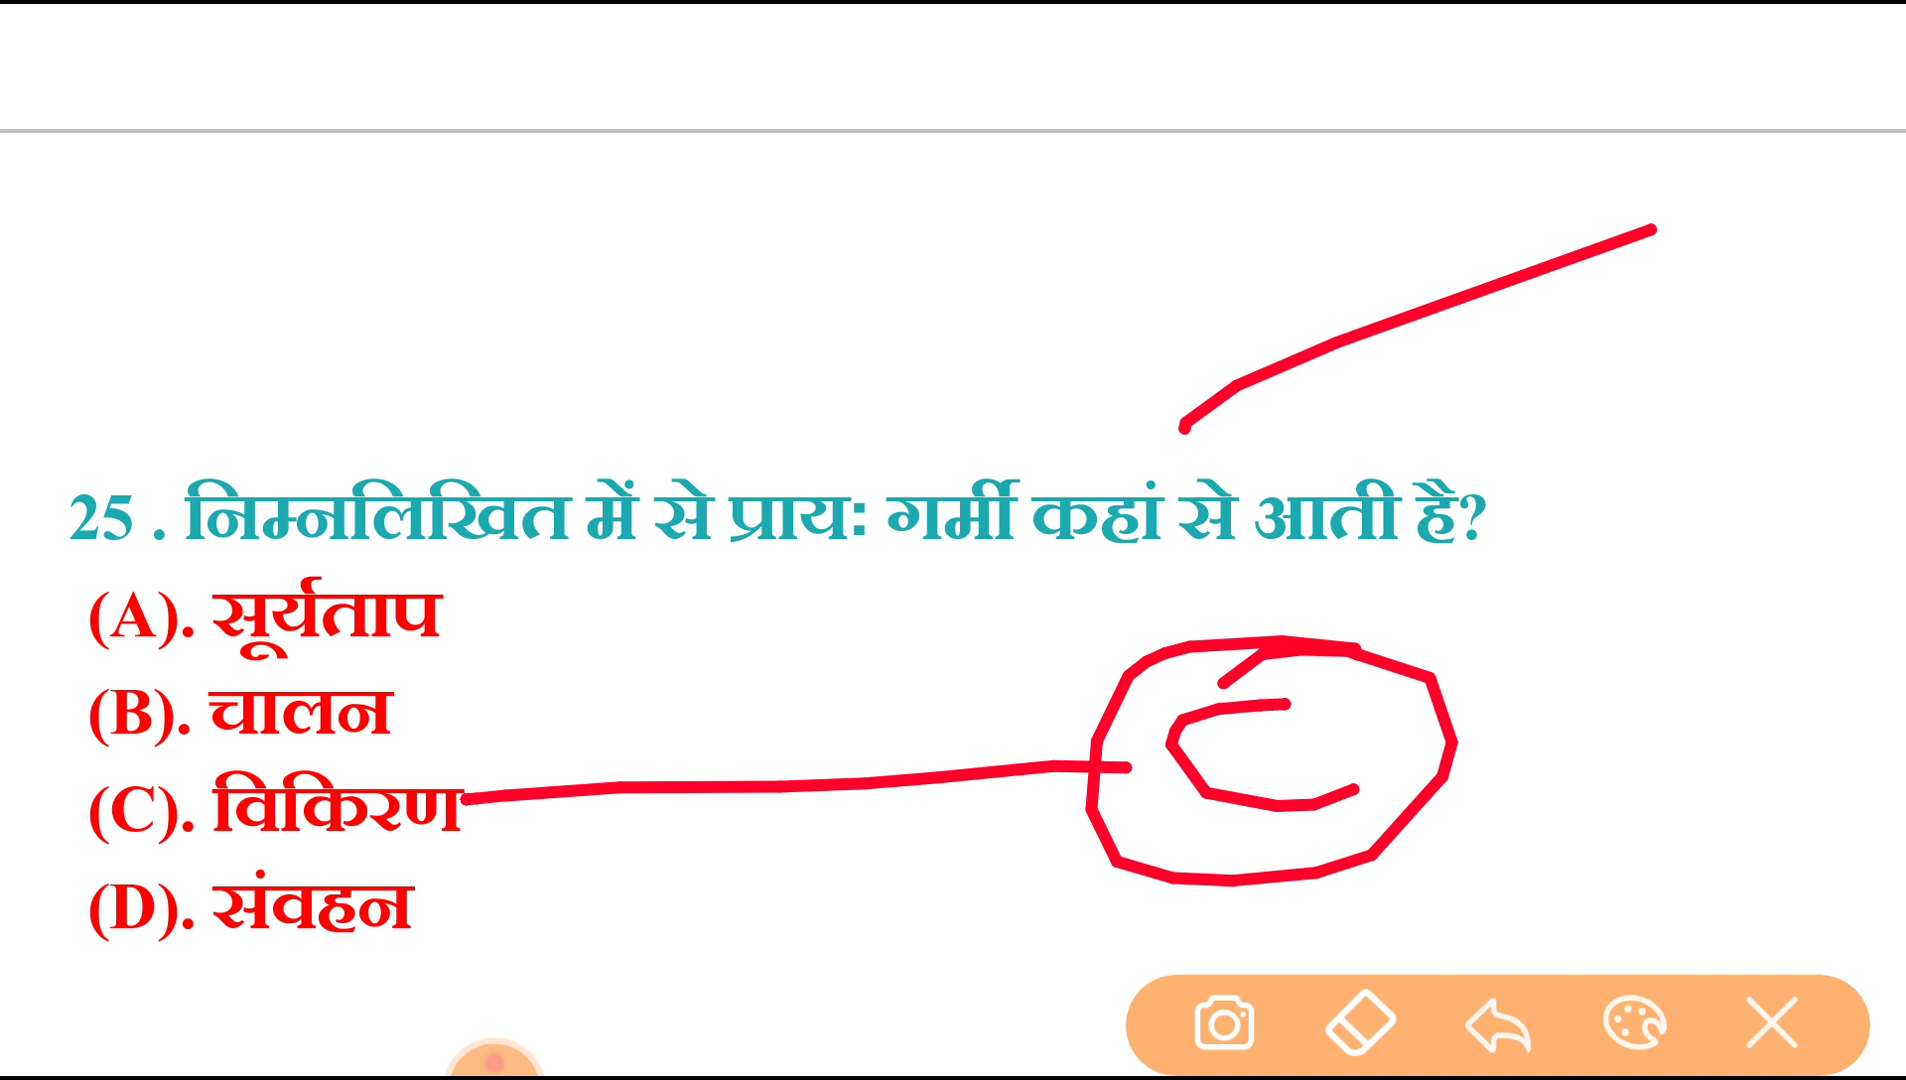 25 . निम्नलिखित में से प्रायः गर्मी कहां से आती है?
(A). सूर्यताप
(B). चालन
(C). विकिरण
C
(D). संवहन